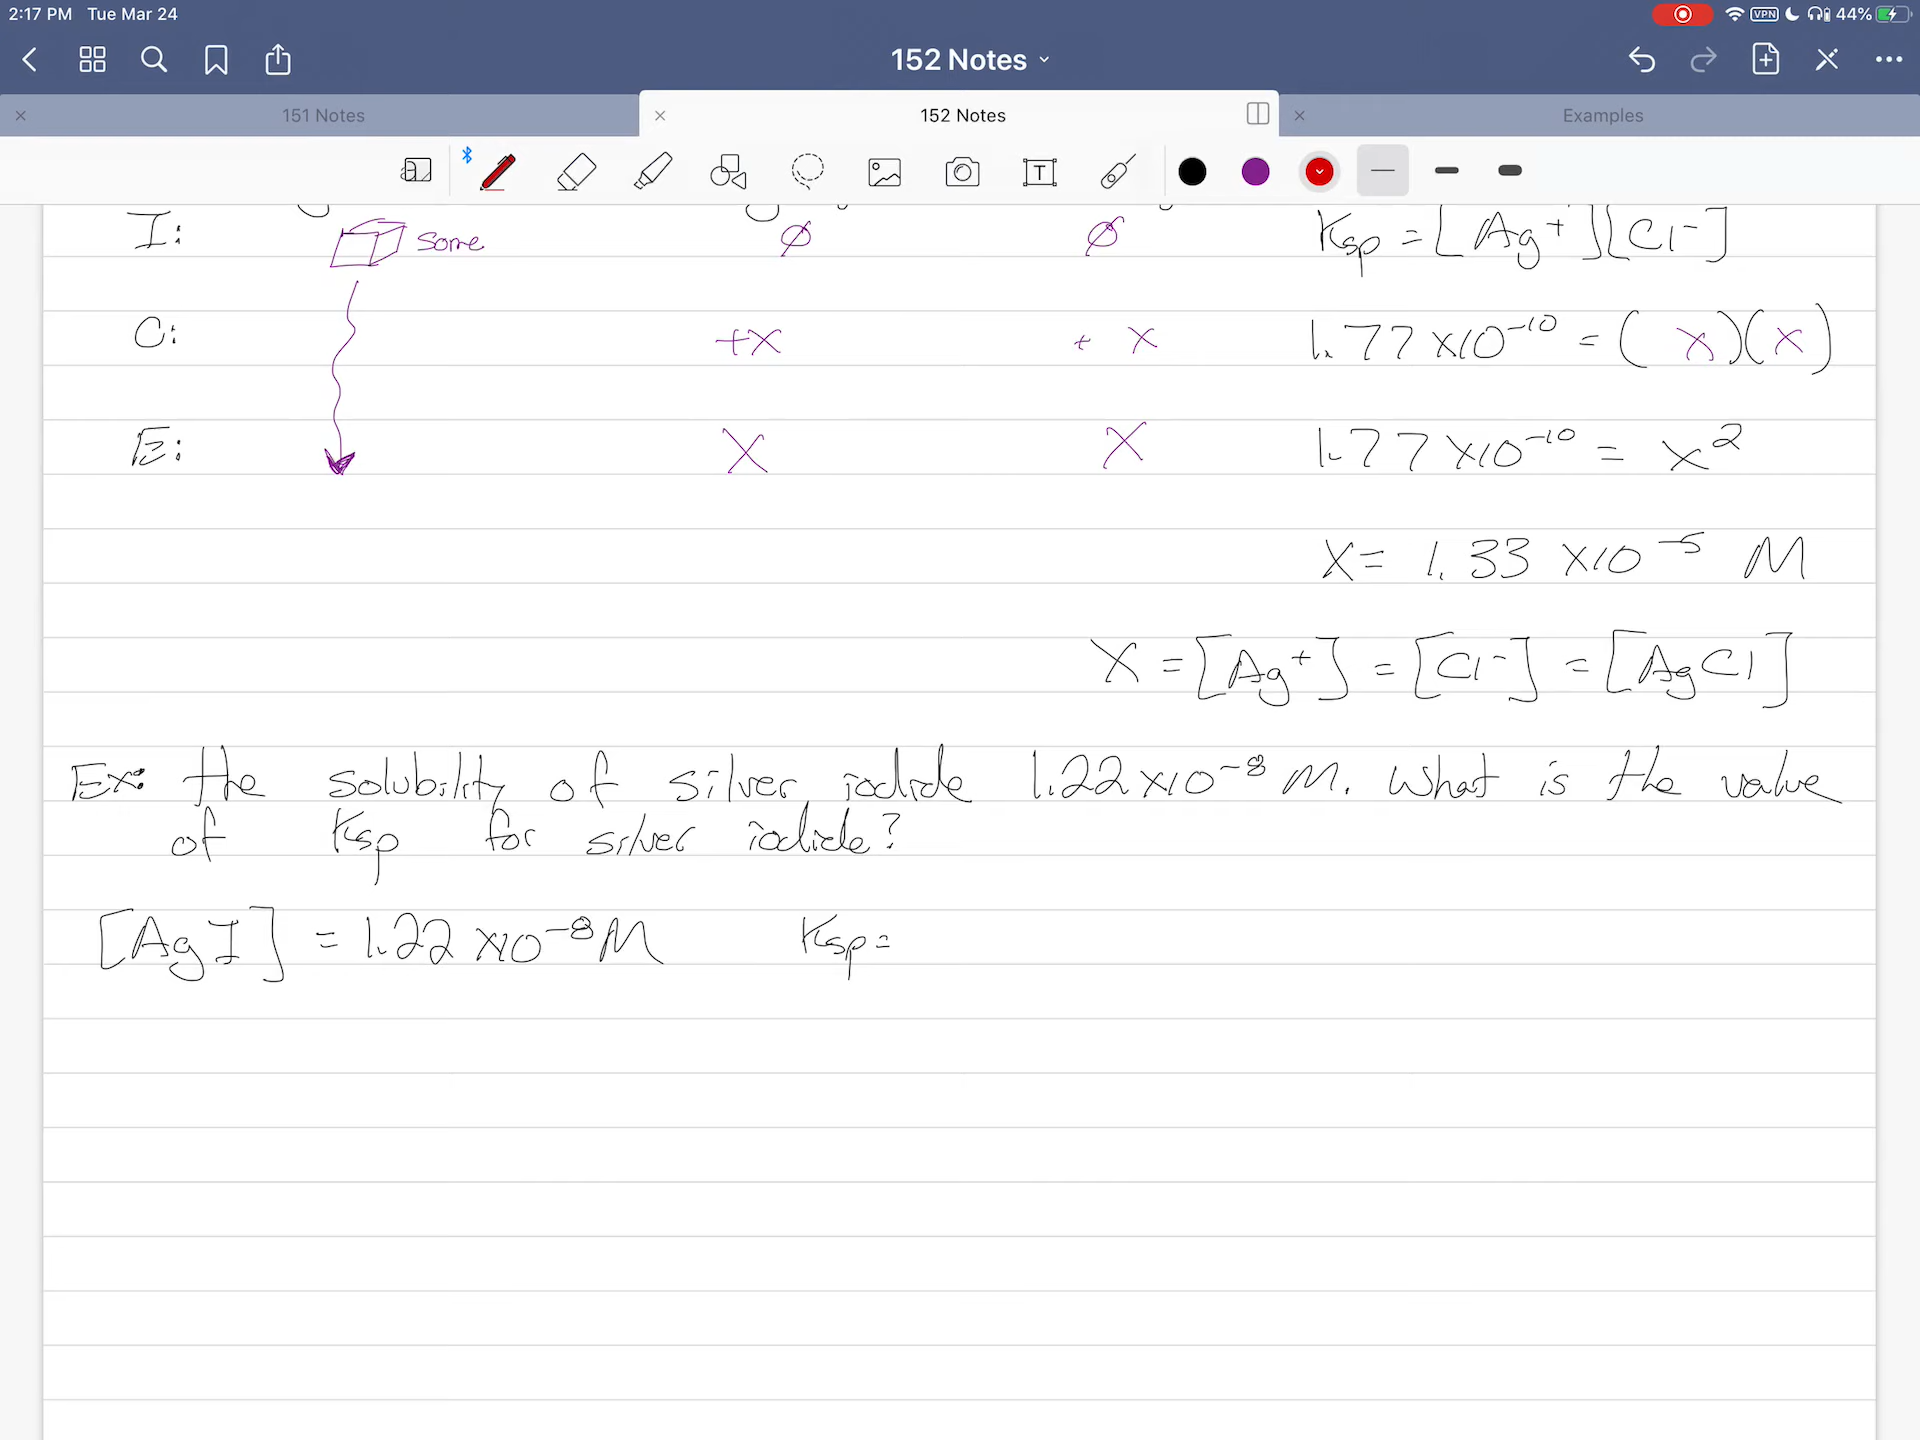 2:17 PM Tue Mar 24 VPN 44%
152 Notes
151 Notes 152 Notes Examples
T
I: some ∅ ∅ Ksp = [Ag⁺][Cl⁻]
C: +x + x 1.77 x10⁻¹⁰ = ( x)(x)
E: X X 1.77 x10⁻¹⁰ = x²
X = 1.33 x10⁻⁵ M
X = [Ag⁺] = [Cl⁻] = [AgCl]
Ex: the solubility of silver iodide 1.22 x10⁻⁸ M. What is the value
of Ksp for silver iodide?
[AgI] = 1.22 x10⁻⁸ M Ksp =